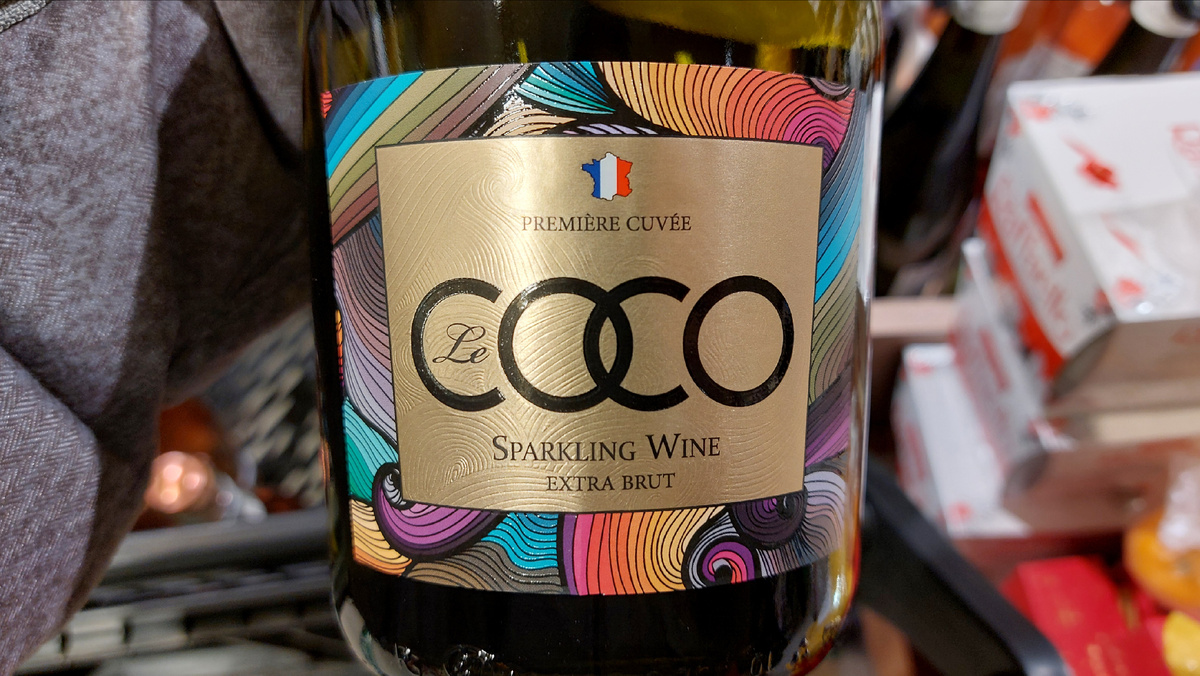 PREMIÈRE CUVÉE
Le
COCO
SPARKLING WINE
EXTRA BRUT